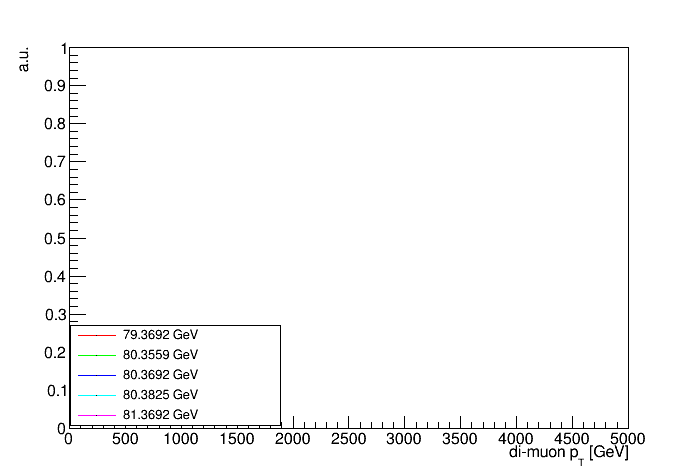 a.u.
1
0.9
0.8
0.7
0.6
0.5
0.4
0.3
0.2
0.1
0
79.3692 GeV
80.3559 GeV
80.3692 GeV
80.3825 GeV
81.3692 GeV
0 500 1000 1500 2000 2500 3000 3500 4000 4500 5000
di-muon pT [GeV]